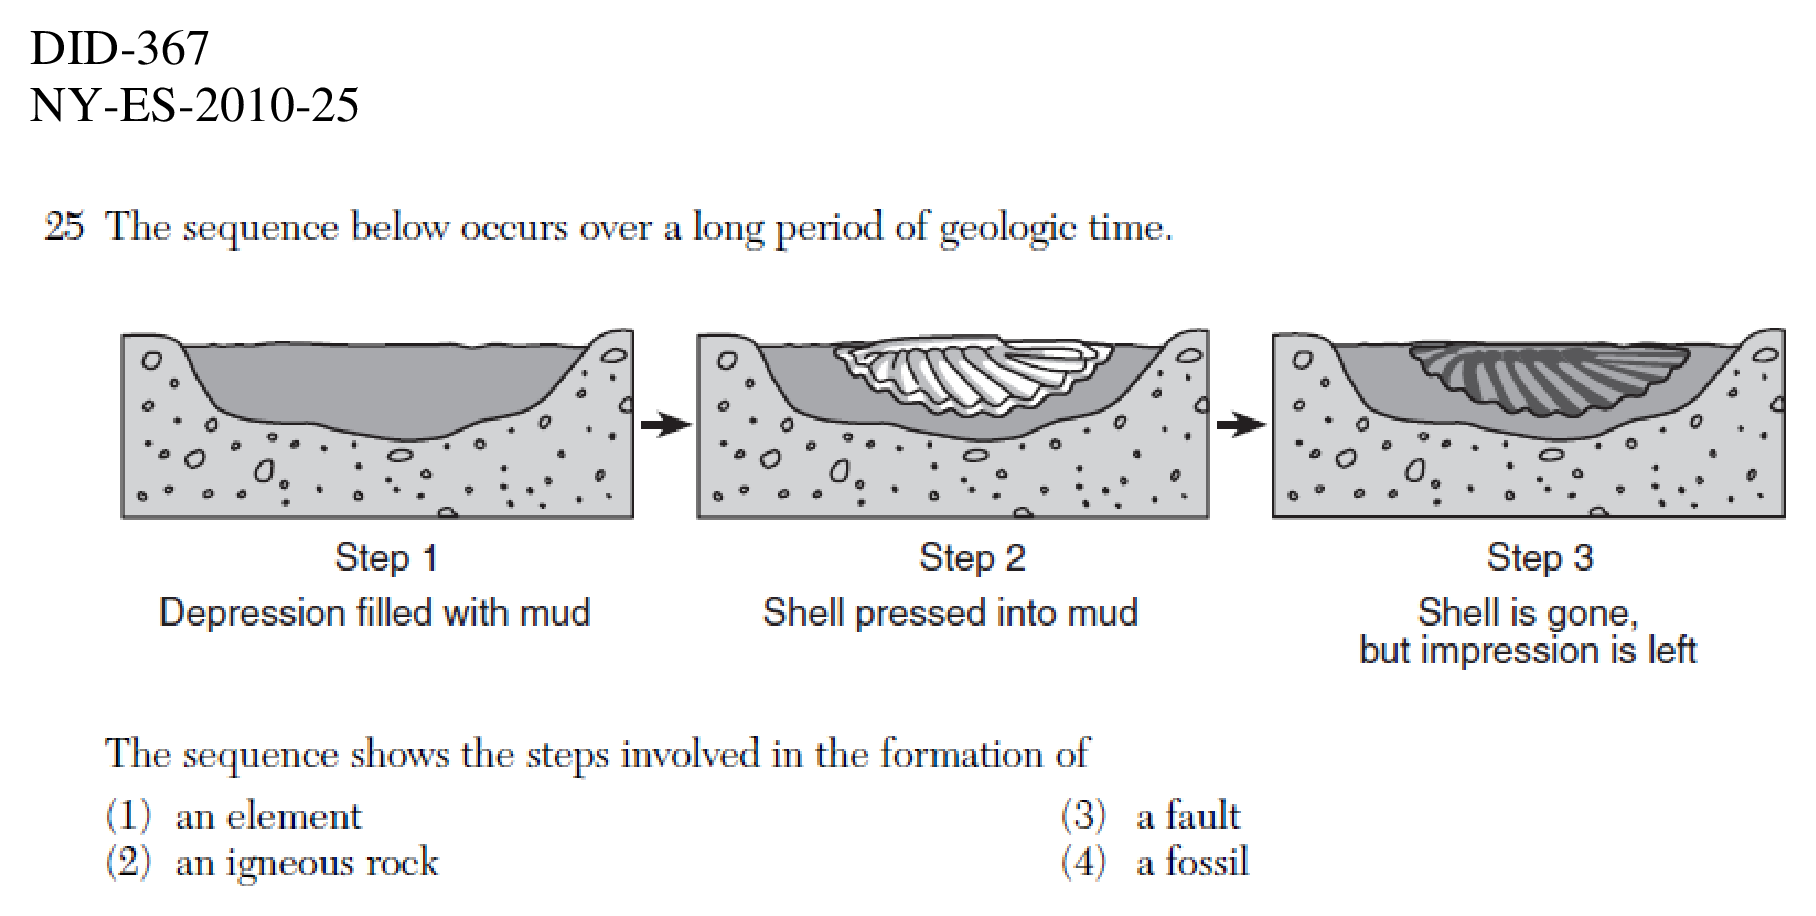 DID-367
NY-ES-2010-25
25 The sequence below occurs over a long period of geologic time.
Step 1
Depression filled with mud
Step 2
Shell pressed into mud
Step 3
Shell is gone,
but impression is left
The sequence shows the steps involved in the formation of
(1) an element
(2) an igneous rock
(3) a fault
(4) a fossil